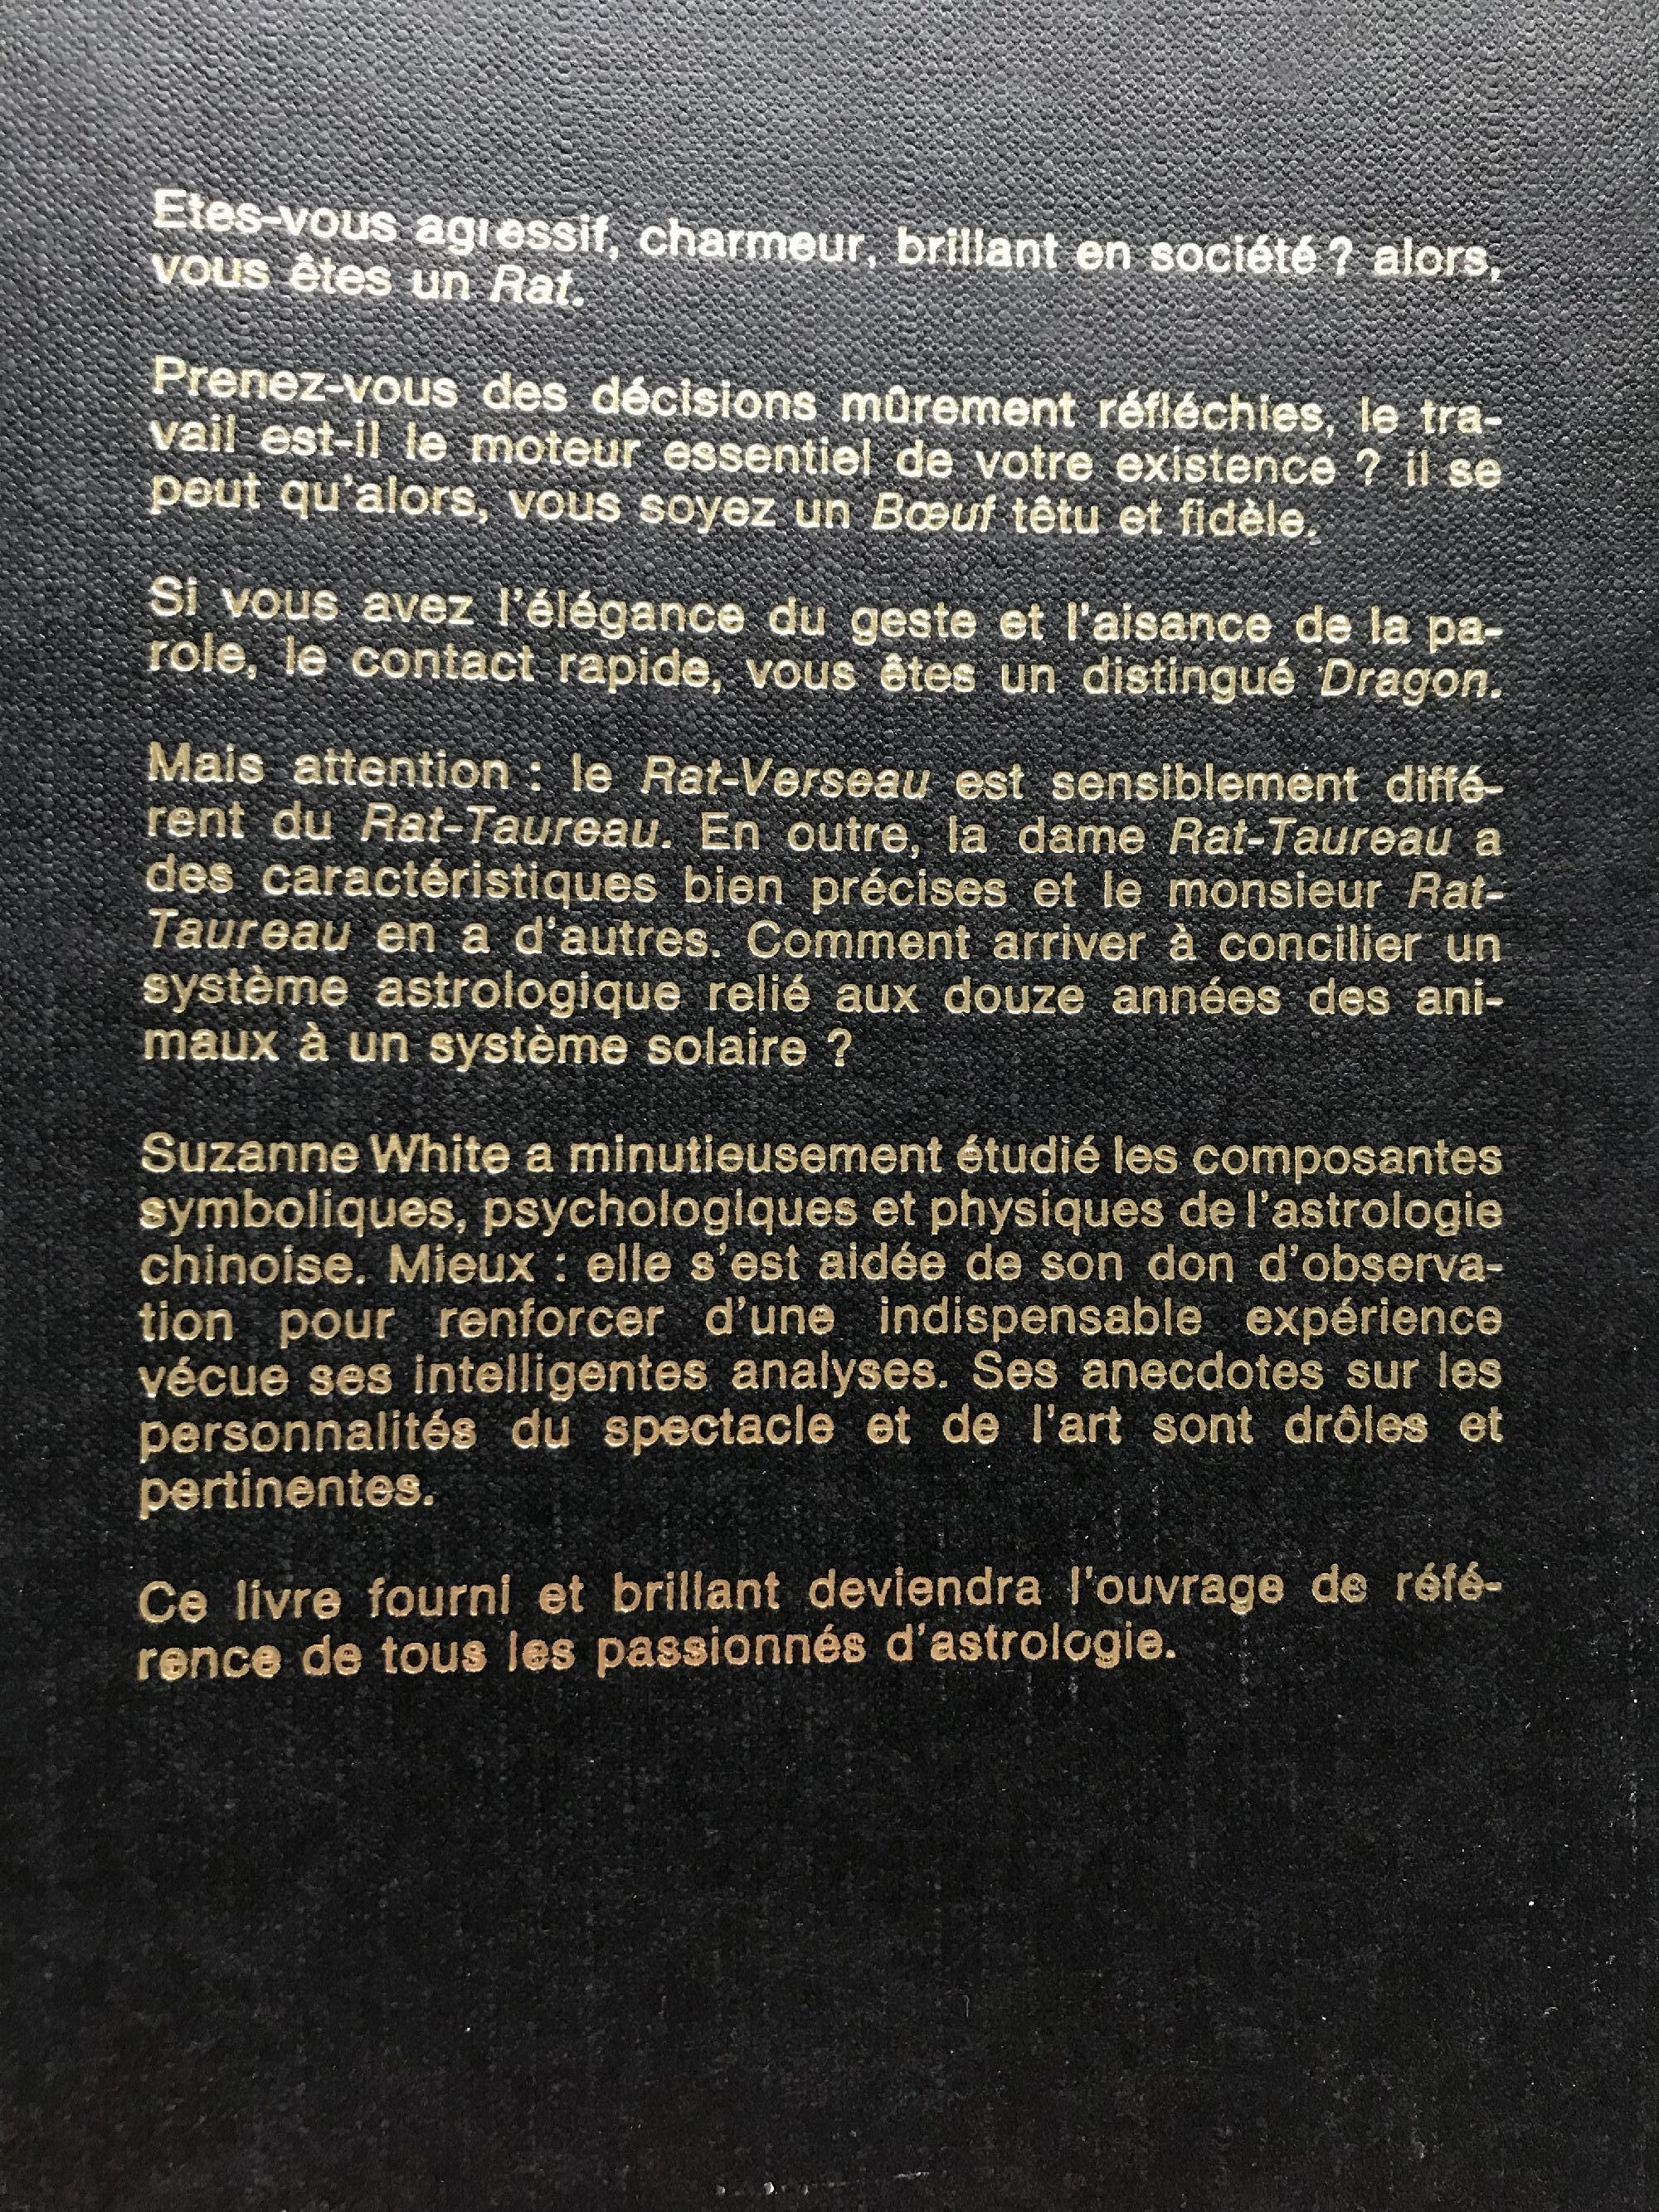 Etes-vous agressif, charmeur, brillant en société ? alors,
vous êtes un Rat.
Prenez-vous des décisions mûrement réfléchies, le tra-
vail est-il le moteur essentiel de votre existence ? il se
peut qu'alors, vous soyez un Bœuf têtu et fidèle.
Si vous avez l'élégance du geste et l'aisance de la pa-
role, le contact rapide, vous êtes un distingué Dragon.
Mais attention : le Rat-Verseau est sensiblement diffé-
rent du Rat-Taureau. En outre, la dame Rat-Taureau a
des caractéristiques bien précises et le monsieur Rat-
Taureau en a d'autres. Comment arriver à concilier un
système astrologique relié aux douze années des ani-
maux à un système solaire ?
Suzanne White a minutieusement étudié les composantes
symboliques, psychologiques et physiques de l'astrologie
chinoise. Mieux : elle s'est aidée de son don d'observa-
tion pour renforcer d'une indispensable expérience
vécue ses intelligentes analyses. Ses anecdotes sur les
personnalités du spectacle et de l'art sont drôles et
pertinentes.
Ce livre fourni et brillant deviendra l'ouvrage de réfé-
rence de tous les passionnés d'astrologie.